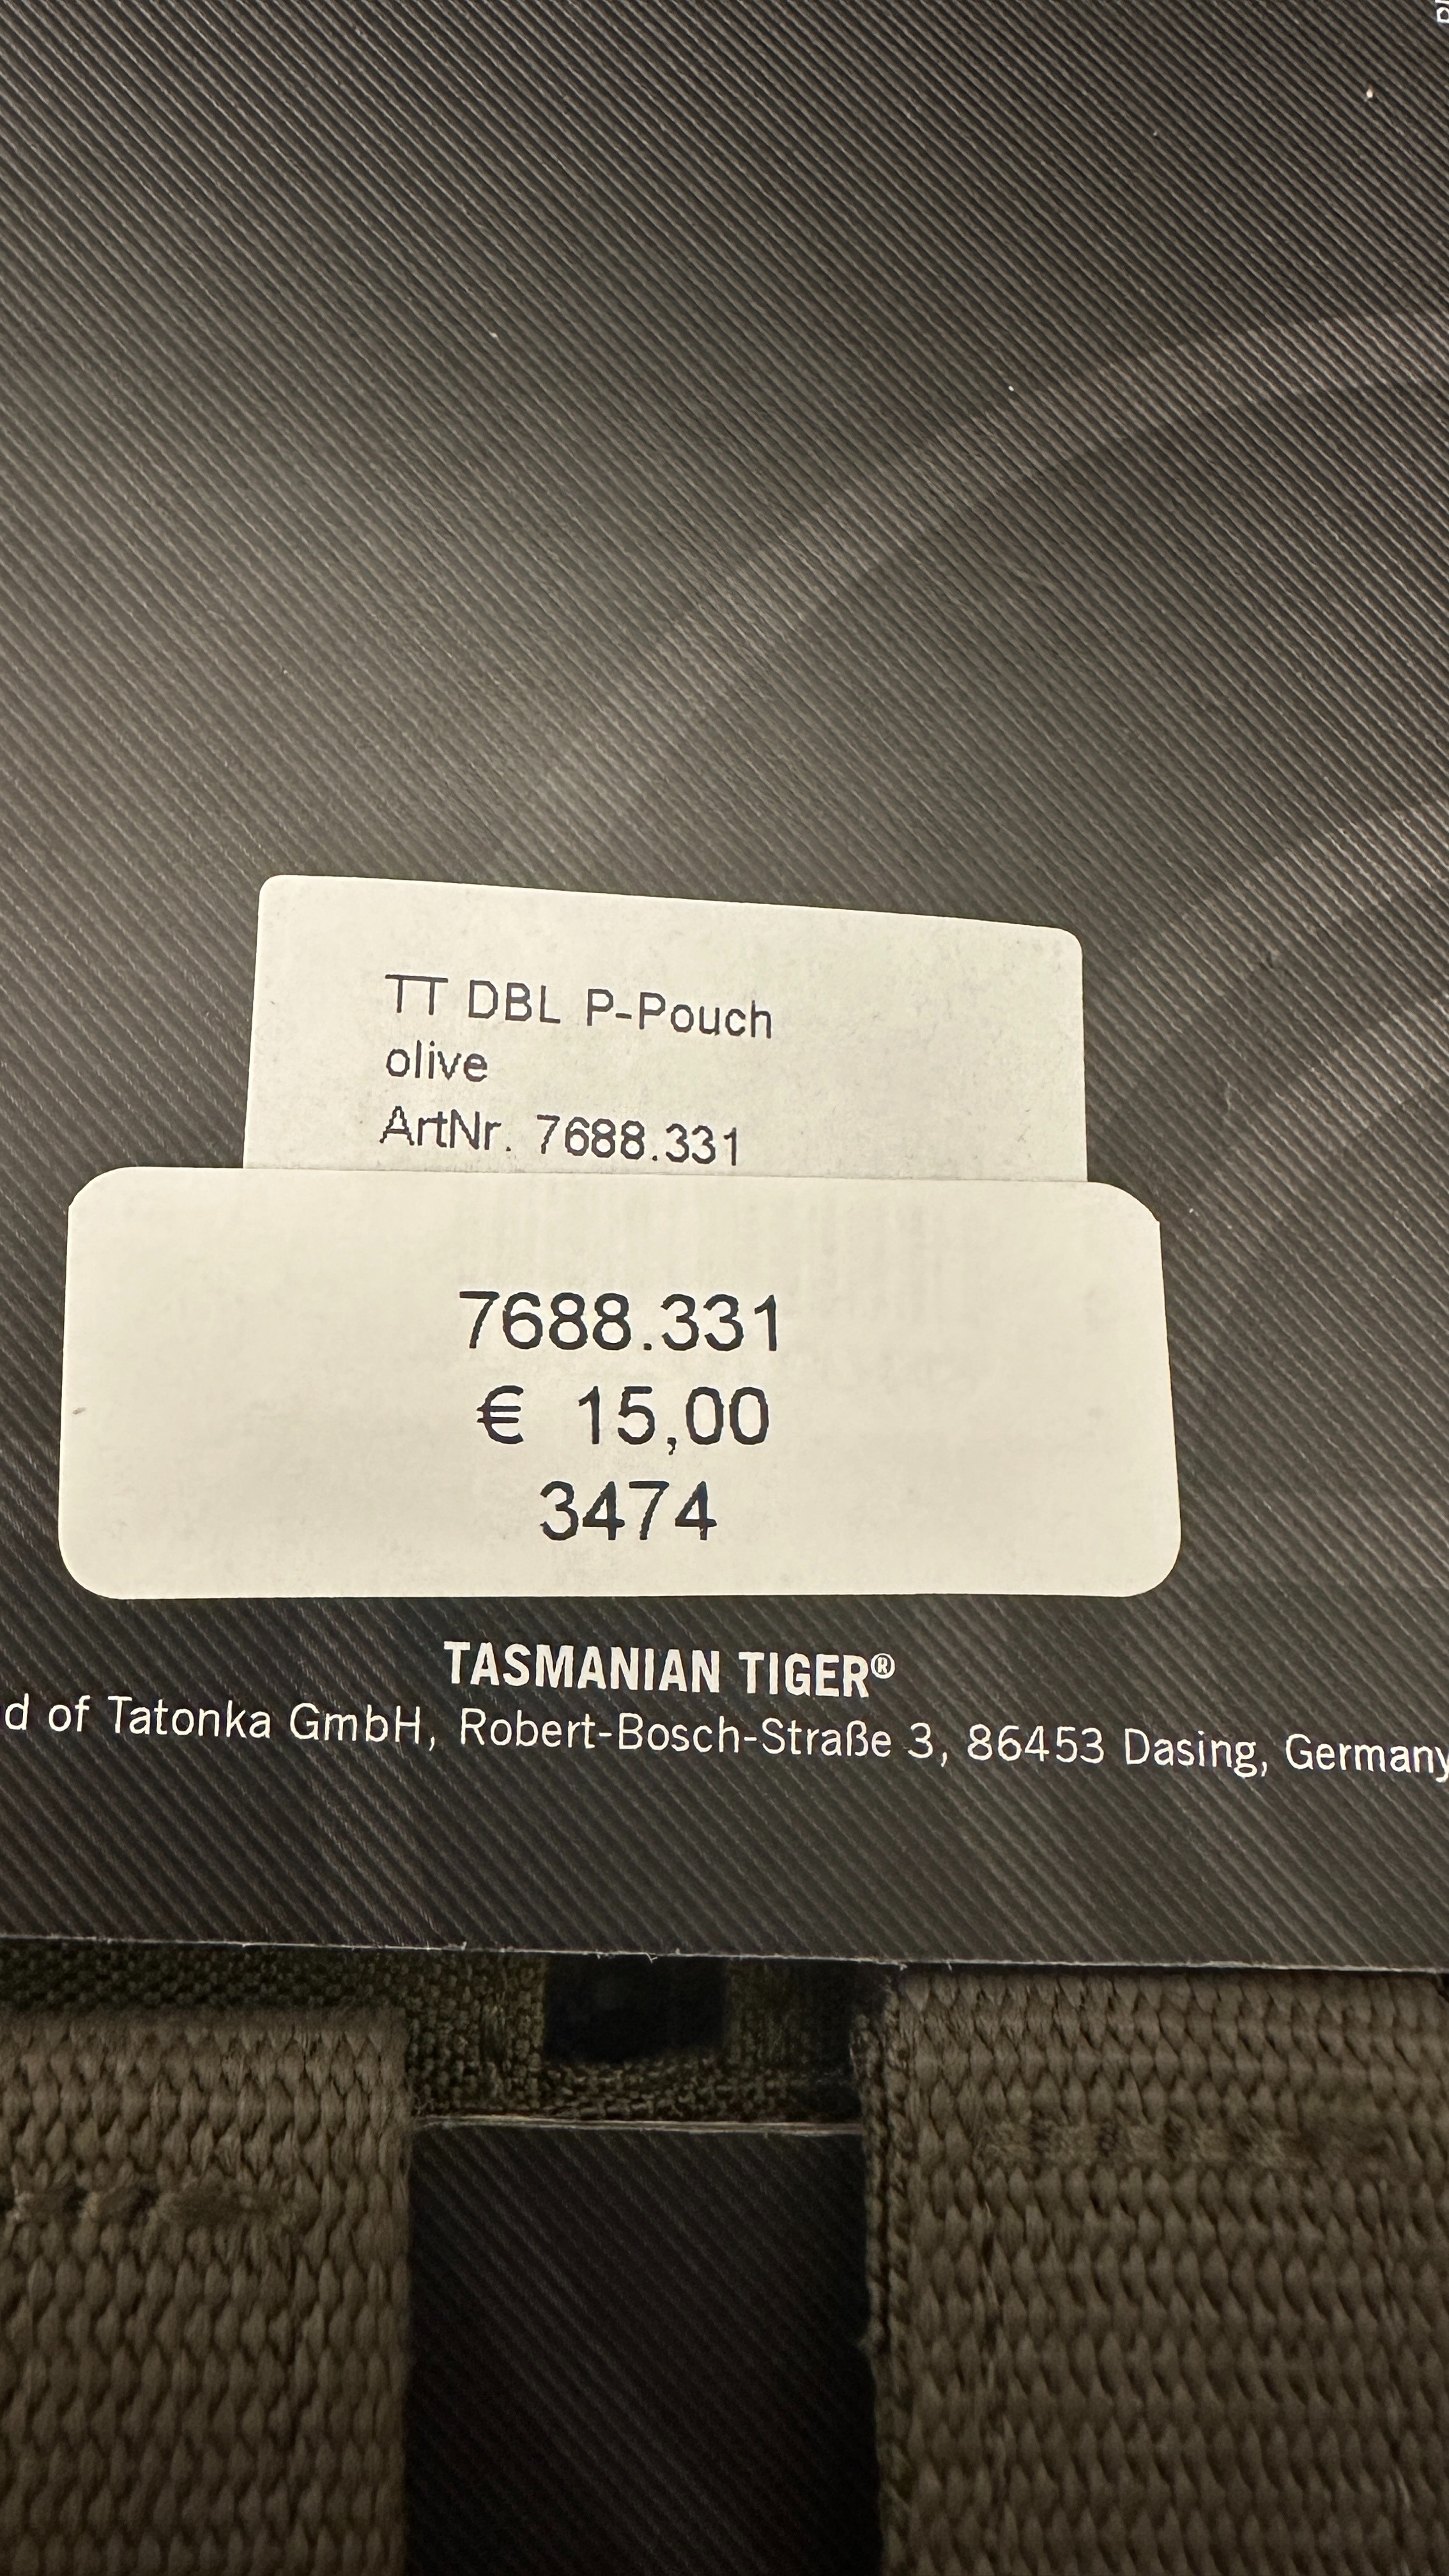 TT DBL P-Pouch
olive
ArtNr. 7688.331
7688.331
€ 15,00
3474
TASMANIAN TIGER®
d of Tatonka GmbH, Robert-Bosch-Straße 3, 86453 Dasing, Germany